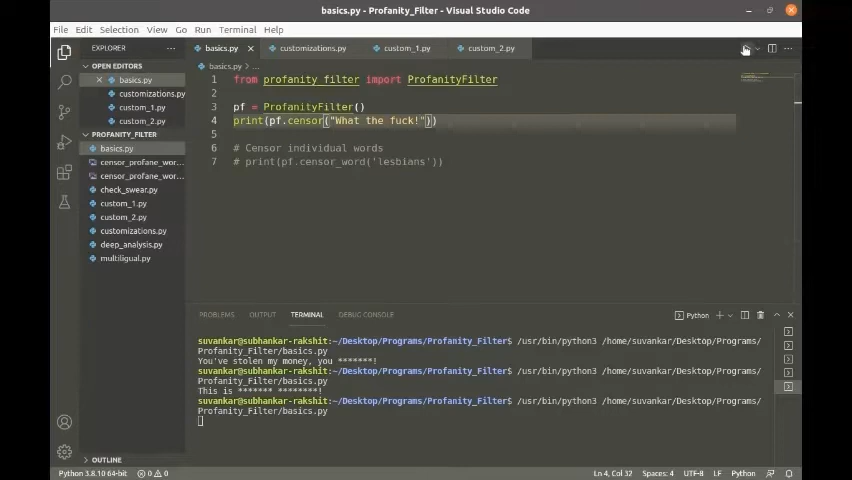 basics.py - Profanity_Filter - Visual Studio Code
File Edit Selection View Go Run Terminal Help
EXPLORER
basics.py
customizations.py
custom_1.py
custom_2.py
OPEN EDITORS
basics.py
customizations.py
custom_1.py
custom_2.py
PROFANITY_FILTER
basics.py
censor_profane_wor...
censor_profane_wor...
check_swear.py
custom_1.py
custom_2.py
customizations.py
deep_analysis.py
multiligual.py
OUTLINE
basics.py > ...
1 from profanity_filter import ProfanityFilter
2
3 pf = ProfanityFilter()
4 print(pf.censor("What the fuck!"))
5
6 # Censor individual words
7 # print(pf.censor_word('lesbians'))
PROBLEMS OUTPUT TERMINAL DEBUG CONSOLE
Python
suvankar@subhankar-rakshit:~/Desktop/Programs/Profanity_Filter$ /usr/bin/python3 /home/suvankar/Desktop/Programs/
Profanity_Filter/basics.py
You've stolen my money, you *******!
suvankar@subhankar-rakshit:~/Desktop/Programs/Profanity_Filter$ /usr/bin/python3 /home/suvankar/Desktop/Programs/
Profanity_Filter/basics.py
This is ******* ********!
suvankar@subhankar-rakshit:~/Desktop/Programs/Profanity_Filter$ /usr/bin/python3 /home/suvankar/Desktop/Programs/
Profanity_Filter/basics.py
Python 3.8.10 64-bit 0 0
Ln 4, Col 32 Spaces: 4 UTF-8 LF Python